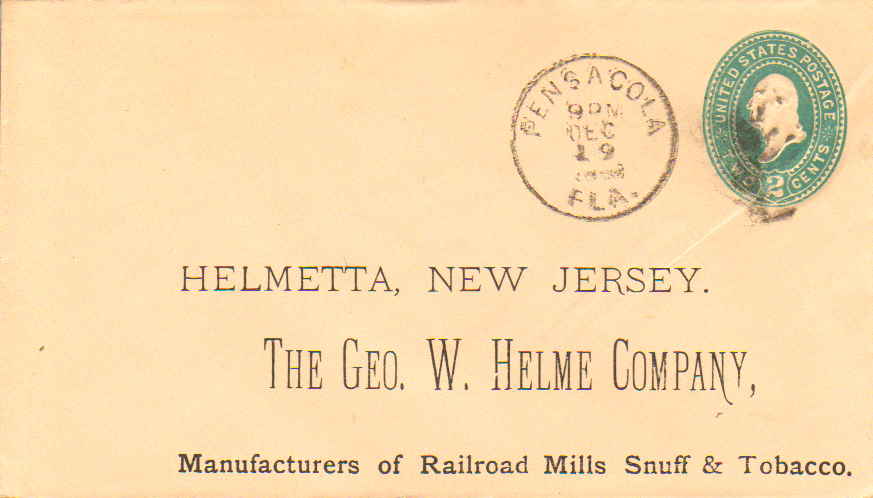 PENSACOLA
9PM
DEC
19
FLA.
UNITED STATES POSTAGE
TWO 2 CENTS
HELMETTA, NEW JERSEY.
THE GEO. W. HELME COMPANY,
Manufacturers of Railroad Mills Snuff & Tobacco.